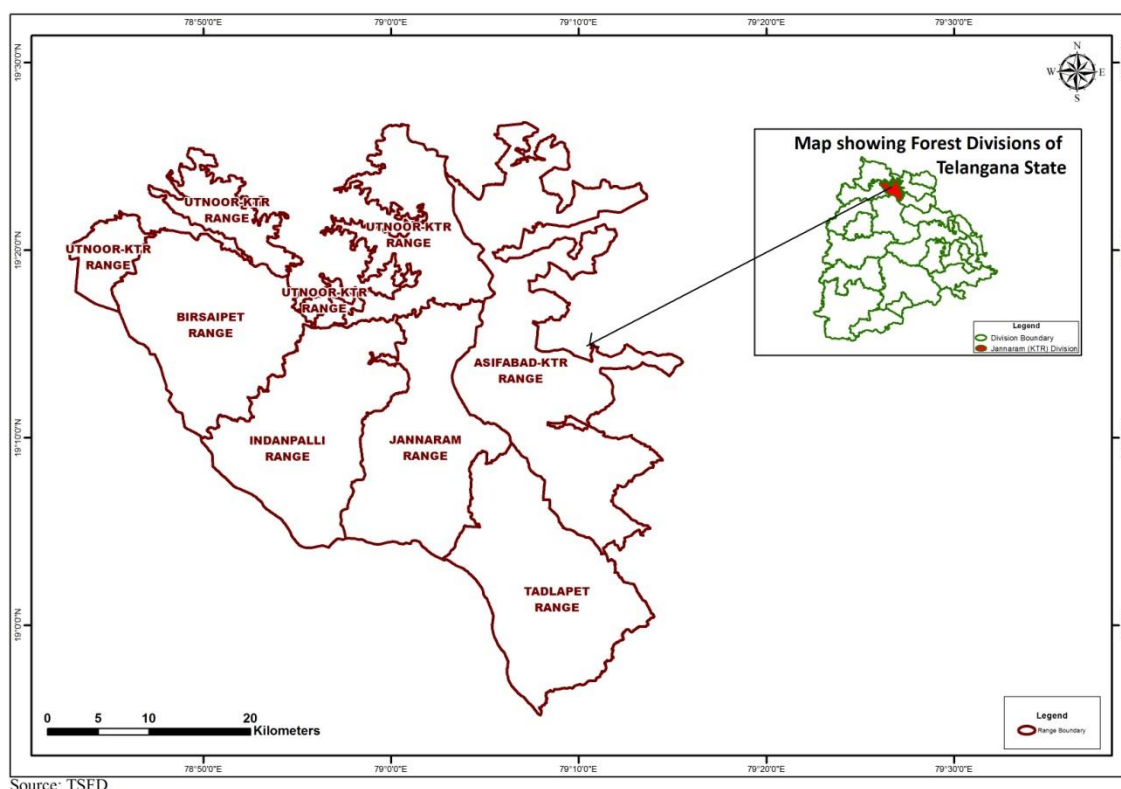 78°50'0"E
79°0'0"E
79°10'0"E
79°20'0"E
79°30'0"E
19°30'0"N
19°20'0"N
19°10'0"N
19°0'0"N
N
W
E
S
Map showing Forest Divisions of
Telangana State
Legend
Division Boundary
Jannaram (KTR) Division
UTNOOR-KTR
RANGE
UTNOOR-KTR
RANGE
UTNOOR-KTR
RANGE
UTNOOR-KTR
RANGE
BIRSAIPET
RANGE
ASIFABAD-KTR
RANGE
INDANPALLI
RANGE
JANNARAM
RANGE
TADLAPET
RANGE
0 5 10 20
Kilometers
Legend
Range Boundary
78°50'0"E
79°0'0"E
79°10'0"E
79°20'0"E
79°30'0"E
Source: TSFD